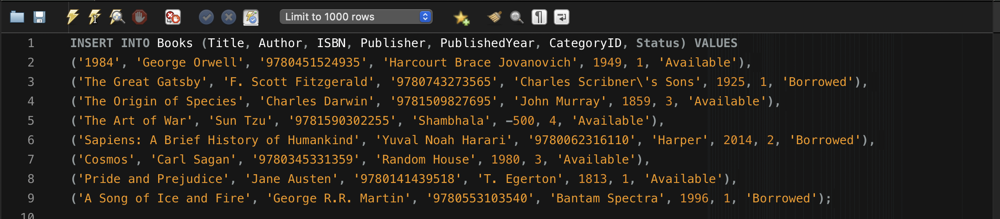 Limit to 1000 rows
1 INSERT INTO Books (Title, Author, ISBN, Publisher, PublishedYear, CategoryID, Status) VALUES
2 ('1984', 'George Orwell', '9780451524935', 'Harcourt Brace Jovanovich', 1949, 1, 'Available'),
3 ('The Great Gatsby', 'F. Scott Fitzgerald', '9780743273565', 'Charles Scribner\'s Sons', 1925, 1, 'Borrowed'),
4 ('The Origin of Species', 'Charles Darwin', '9781509827695', 'John Murray', 1859, 3, 'Available'),
5 ('The Art of War', 'Sun Tzu', '9781590302255', 'Shambhala', -500, 4, 'Available'),
6 ('Sapiens: A Brief History of Humankind', 'Yuval Noah Harari', '9780062316110', 'Harper', 2014, 2, 'Borrowed'),
7 ('Cosmos', 'Carl Sagan', '9780345331359', 'Random House', 1980, 3, 'Available'),
8 ('Pride and Prejudice', 'Jane Austen', '9780141439518', 'T. Egerton', 1813, 1, 'Available'),
9 ('A Song of Ice and Fire', 'George R.R. Martin', '9780553103540', 'Bantam Spectra', 1996, 1, 'Borrowed');
10